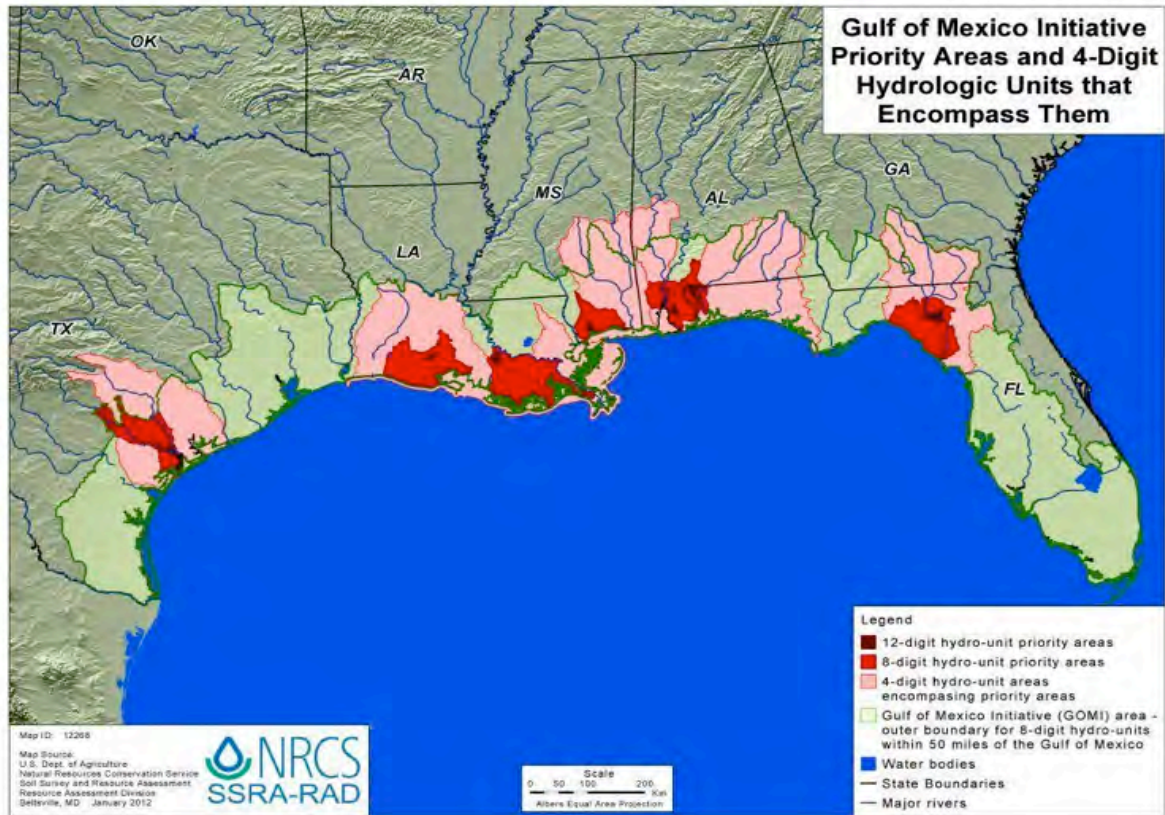 Gulf of Mexico Initiative
Priority Areas and 4-Digit
Hydrologic Units that
Encompass Them
OK
AR
MS
AL
GA
LA
TX
FL
Legend
12-digit hydro-unit priority areas
8-digit hydro-unit priority areas
4-digit hydro-unit areas
encompasing priority areas
Gulf of Mexico Initiative (GOMI) area -
outer boundary for 8-digit hydro-units
within 50 miles of the Gulf of Mexico
Water bodies
State Boundaries
Major rivers
Map ID: 12268
Map Source:
U.S. Dept. of Agriculture
Natural Resources Conservation Service
Soil Survey and Resource Assessment
Resource Assessment Division
Beltsville, MD January 2012
NRCS
SSRA-RAD
Scale
0 50 100 200
Km
Albers Equal Area Projection